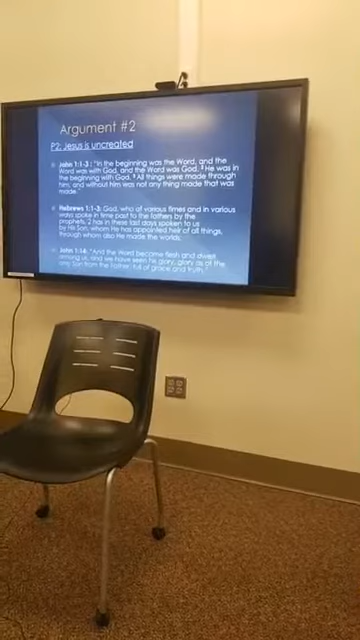 Argument #2
P2: Jesus is uncreated
John 1:1-3 : "In the beginning was the Word, and the
Word was with God, and the Word was God. ² He was in
the beginning with God. ³ All things were made through
him, and without him was not any thing made that was
made.
Hebrews 1:1-3: God, who at various times and in various
ways spoke in time past to the fathers by the
prophets, 2 has in these last days spoken to us
by His Son, whom He has appointed heir of all things,
through whom also He made the worlds.
John 1:14: "And the Word became flesh and dwelt
among us, and we have seen his glory, glory as of the
only Son from the Father, full of grace and truth."